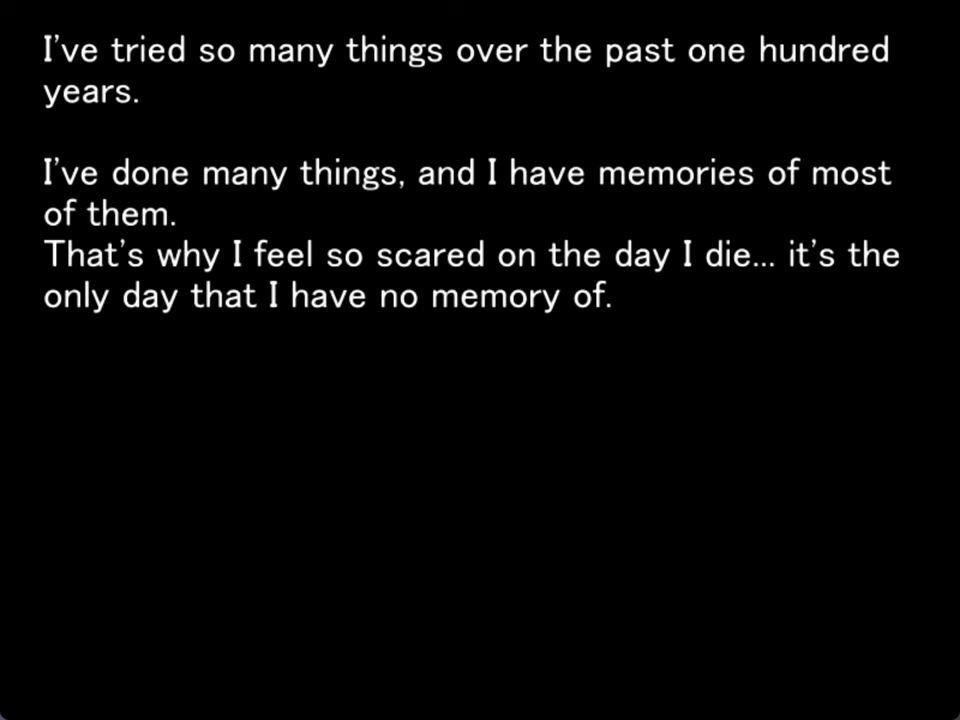 I've tried so many things over the past one hundred
years.
I've done many things, and I have memories of most
of them.
That's why I feel so scared on the day I die... it's the
only day that I have no memory of.